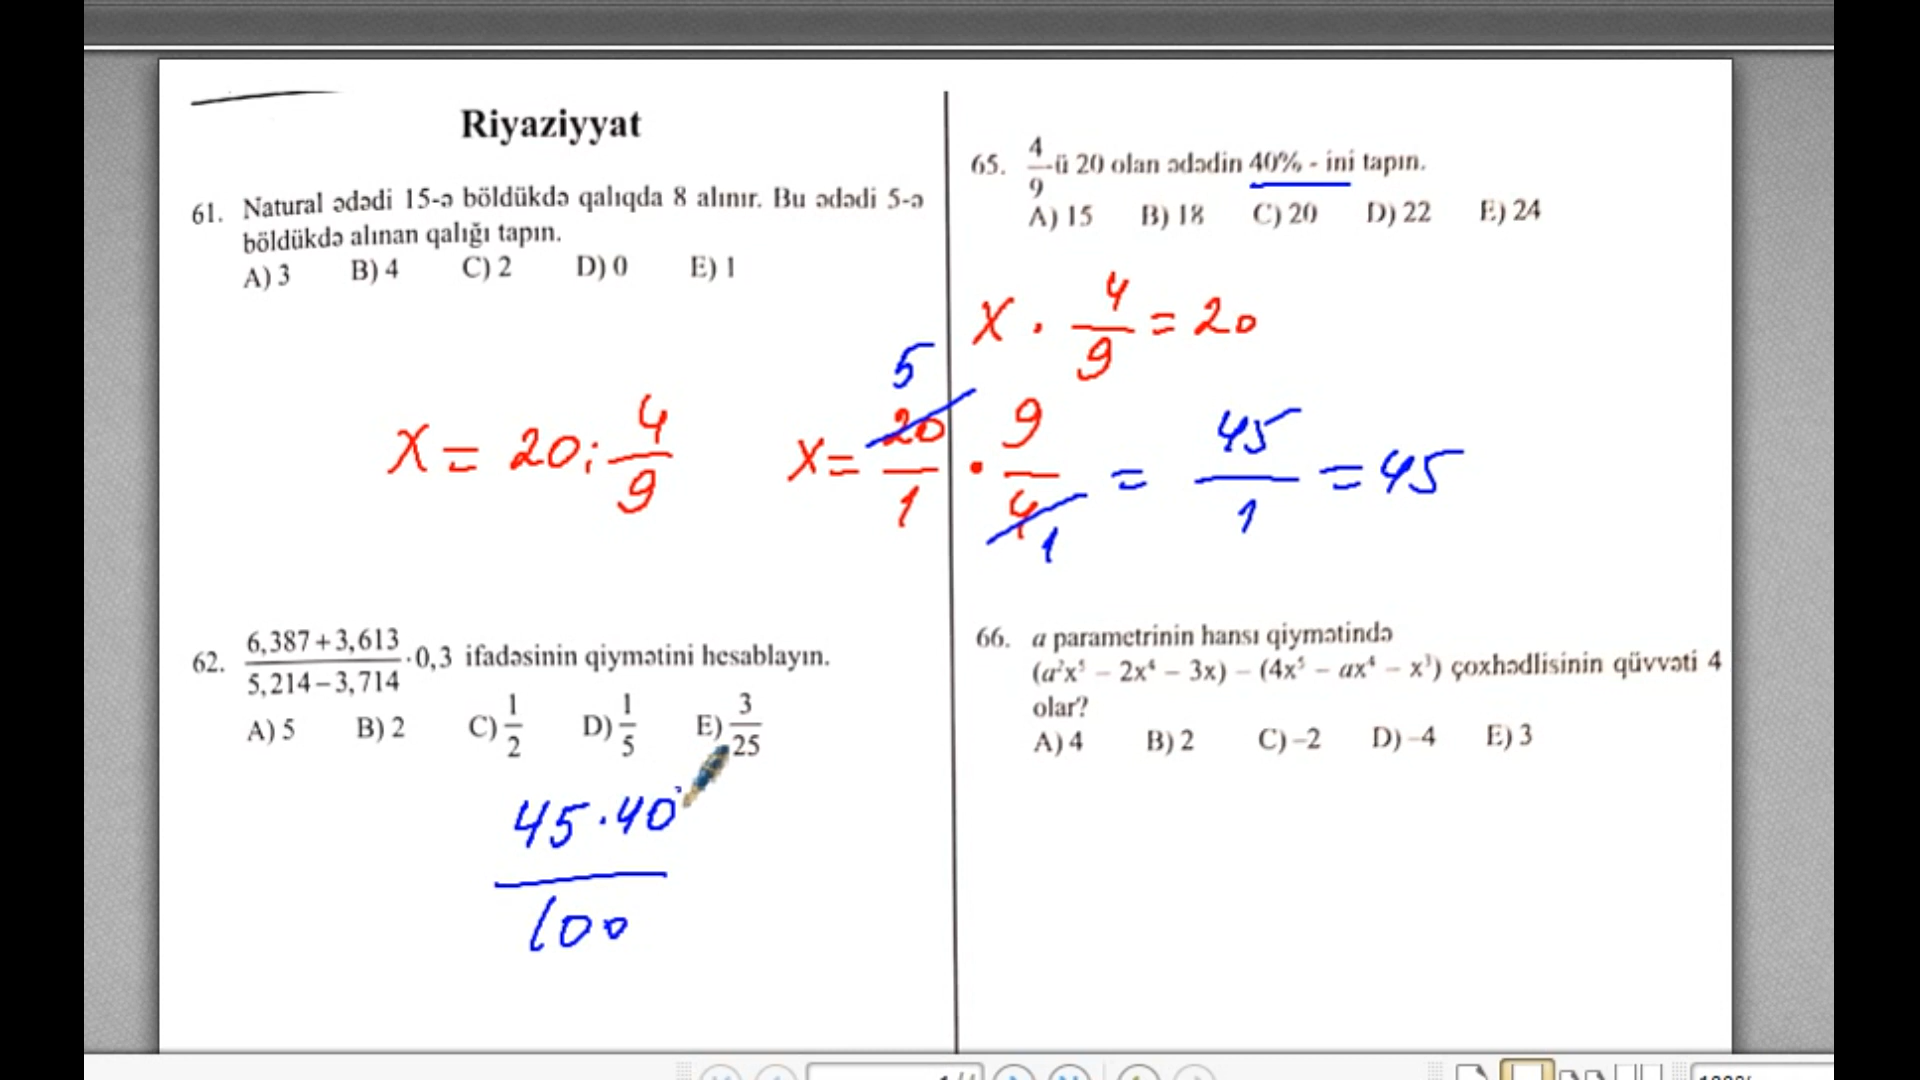 Riyaziyyat
61. Natural ədədi 15-ə böldükdə qalıqda 8 alınır. Bu ədədi 5-ə
böldükdə alınan qalığı tapın.
A) 3 B) 4 C) 2 D) 0 E) 1
x = 20 : 4/9
62. (6,387+3,613)/(5,214–3,714) · 0,3 ifadəsinin qiymətini hesablayın.
A) 5 B) 2 C) 1/2 D) 1/5 E) 3/25
45 · 40
100
65. 4/9-ü 20 olan ədədin 40% - ini tapın.
A) 15 B) 18 C) 20 D) 22 E) 24
x · 4/9 = 20
5
x = 20/1 · 9/4 = 45/1 = 45
1
66. a parametrinin hansı qiymətində
(a²x⁵ – 2x⁴ – 3x) – (4x⁵ – ax⁴ – x³) çoxhədlisinin qüvvəti 4
olar?
A) 4 B) 2 C) –2 D) –4 E) 3